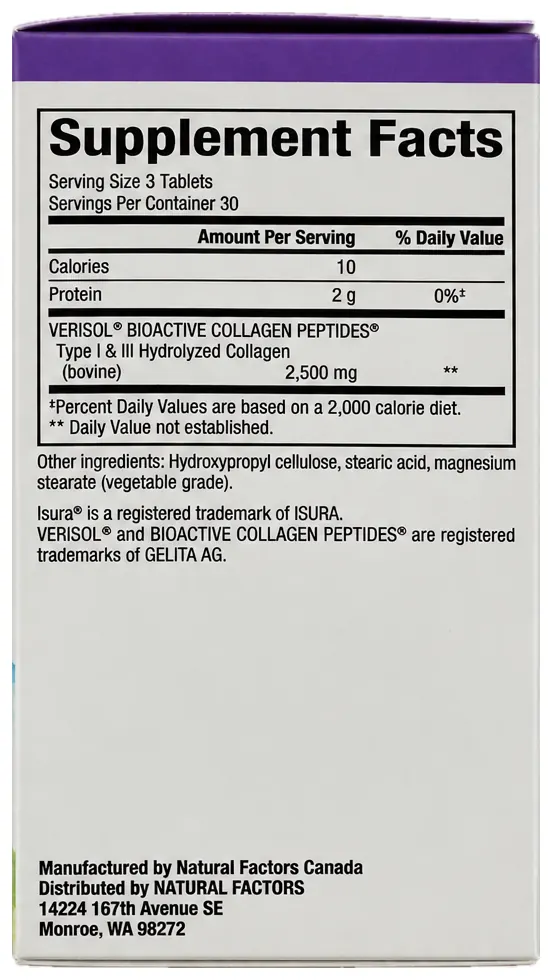 Supplement Facts
Serving Size 3 Tablets
Servings Per Container 30
Amount Per Serving % Daily Value
Calories 10
Protein 2 g 0%‡
VERISOL® BIOACTIVE COLLAGEN PEPTIDES®
Type I & III Hydrolyzed Collagen
(bovine) 2,500 mg **
‡Percent Daily Values are based on a 2,000 calorie diet.
** Daily Value not established.
Other ingredients: Hydroxypropyl cellulose, stearic acid, magnesium
stearate (vegetable grade).
Isura® is a registered trademark of ISURA.
VERISOL® and BIOACTIVE COLLAGEN PEPTIDES® are registered
trademarks of GELITA AG.
Manufactured by Natural Factors Canada
Distributed by NATURAL FACTORS
14224 167th Avenue SE
Monroe, WA 98272